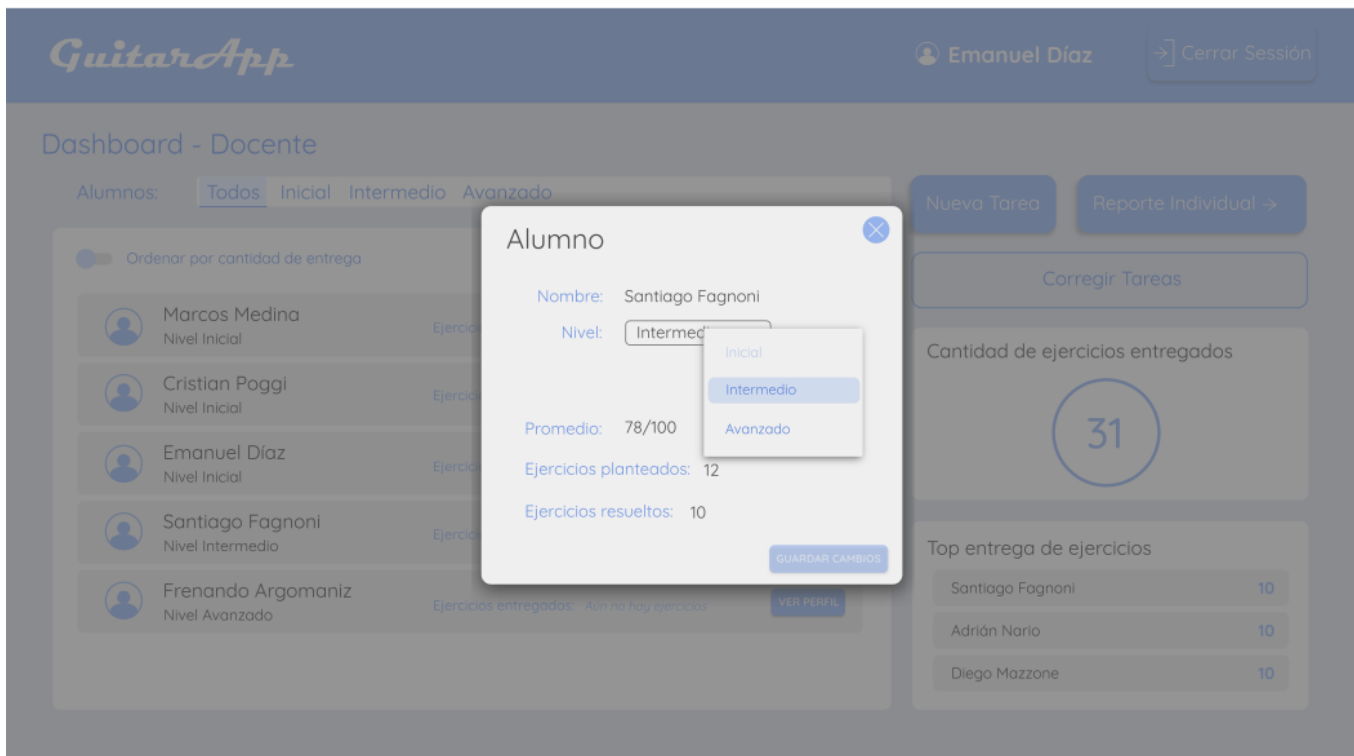 GuitarApp
Emanuel Díaz
Cerrar Sessión
Dashboard - Docente
Alumnos: Todos Inicial Intermedio Avanzado
Nueva Tarea
Reporte Individual →
Ordenar por cantidad de entrega
Corregir Tareas
Marcos Medina
Nivel Inicial
Cristian Poggi
Nivel Inicial
Emanuel Díaz
Nivel Inicial
Santiago Fagnoni
Nivel Intermedio
Frenando Argomaniz
Nivel Avanzado
Ejercicios entregados: Aún no hay ejercicios
VER PERFIL
Alumno
Nombre: Santiago Fagnoni
Nivel:
Inicial
Intermedio
Avanzado
Promedio: 78/100
Ejercicios planteados: 12
Ejercicios resueltos: 10
GUARDAR CAMBIOS
Cantidad de ejercicios entregados
31
Top entrega de ejercicios
Santiago Fagnoni 10
Adrián Nario 10
Diego Mazzone 10